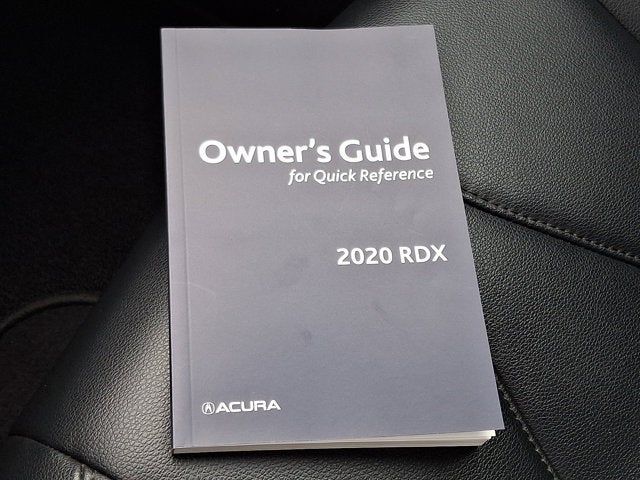 Owner's Guide
for Quick Reference
2020 RDX
ACURA